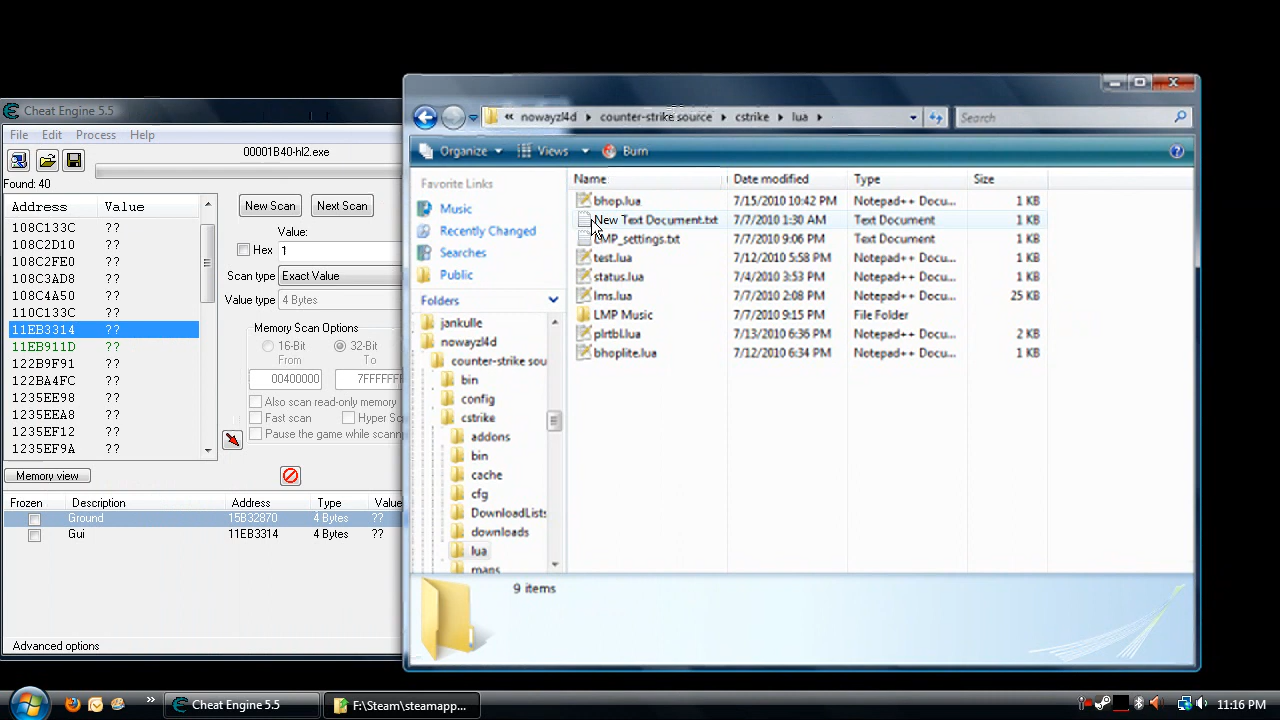 Cheat Engine 5.5
File Edit Process Help
00001B40-hl2.exe
Found: 40
Address Value
108C133C ??
108C2D10 ??
108C2FE0 ??
108C3AD8 ??
108C4A50 ??
110C133C ??
11EB3314 ??
11EB911D ??
122B9F91 ??
122BA4FC ??
1235EE98 ??
1235EEA8 ??
1235EF12 ??
1235EF9A ??
New Scan Next Scan
Value:
Hex 1
Scan type Exact Value
Value type 4 Bytes
Memory Scan Options
16-Bit 32-Bit
From To
00400000 7FFFFFFF
Also scan read-only memory
Fast scan Hyper Sc
Pause the game while scanning
Memory view
Frozen Description Address Type Value
Ground 15B32870 4 Bytes ??
Gui 11EB3314 4 Bytes ??
Advanced options
« nowayzl4d counter-strike source cstrike lua
Search
Organize Views Burn
Favorite Links
Music
Recently Changed
Searches
Public
Folders
jankulle
nowayzl4d
counter-strike sou
bin
config
cstrike
addons
bin
cache
cfg
DownloadLists
downloads
lua
maps
Name Date modified Type Size
bhop.lua 7/15/2010 10:42 PM Notepad++ Docu... 1 KB
New Text Document.txt 7/7/2010 1:30 AM Text Document 1 KB
LMP_settings.txt 7/7/2010 9:06 PM Text Document 1 KB
test.lua 7/12/2010 5:58 PM Notepad++ Docu... 1 KB
status.lua 7/4/2010 3:53 PM Notepad++ Docu... 1 KB
lms.lua 7/7/2010 2:08 PM Notepad++ Docu... 25 KB
LMP Music 7/7/2010 9:15 PM File Folder
plrtbl.lua 7/13/2010 6:36 PM Notepad++ Docu... 2 KB
bhoplite.lua 7/12/2010 6:34 PM Notepad++ Docu... 1 KB
9 items
Cheat Engine 5.5
F:\Steam\steamapp...
11:16 PM